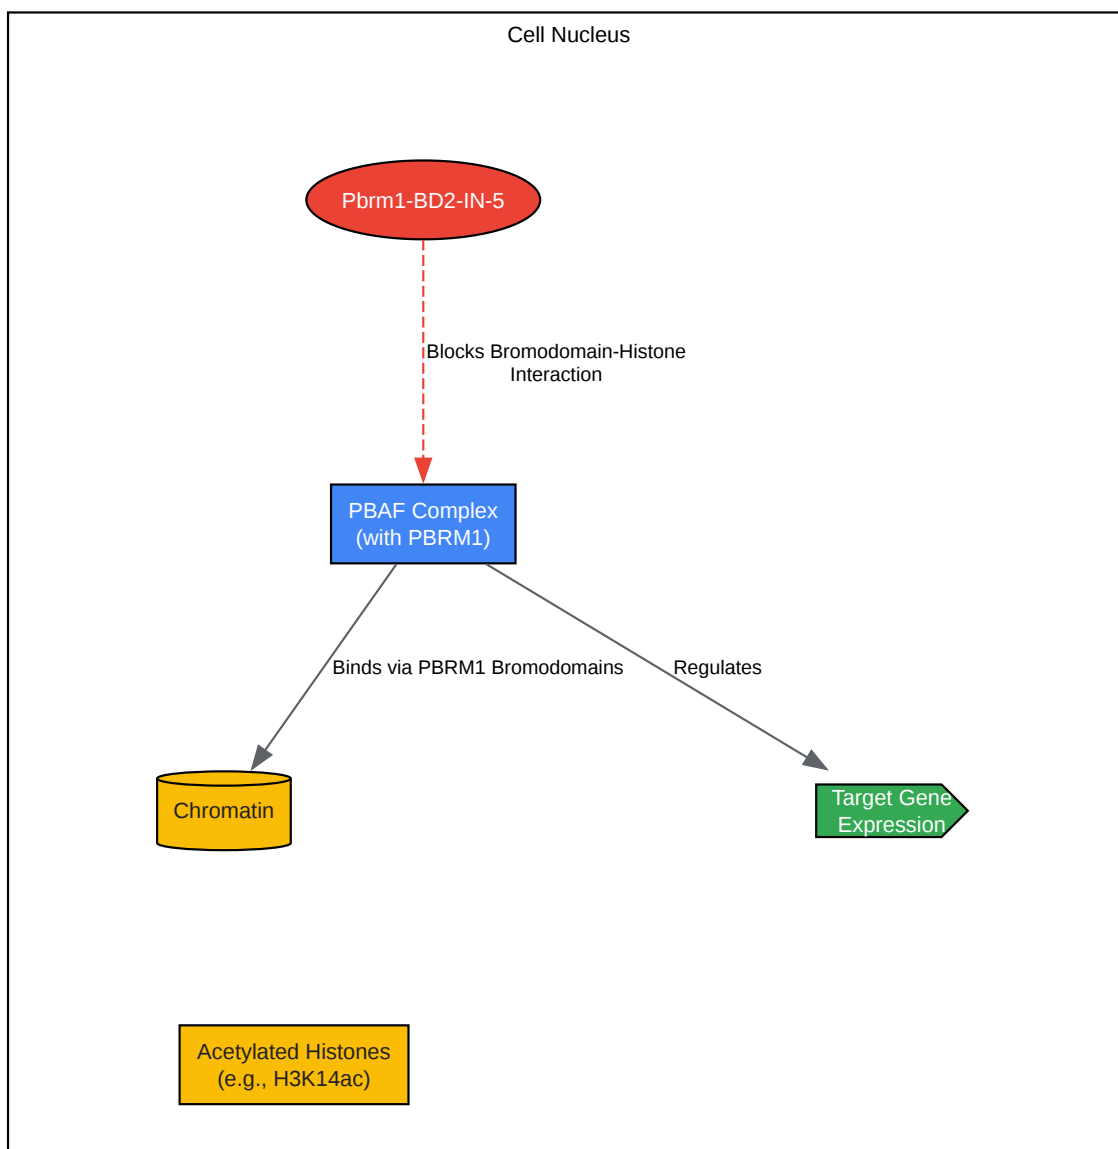 Cell Nucleus
Pbrm1-BD2-IN-5
Blocks Bromodomain-Histone
Interaction
PBAF Complex
(with PBRM1)
Binds via PBRM1 Bromodomains
Regulates
Chromatin
Target Gene
Expression
Acetylated Histones
(e.g., H3K14ac)